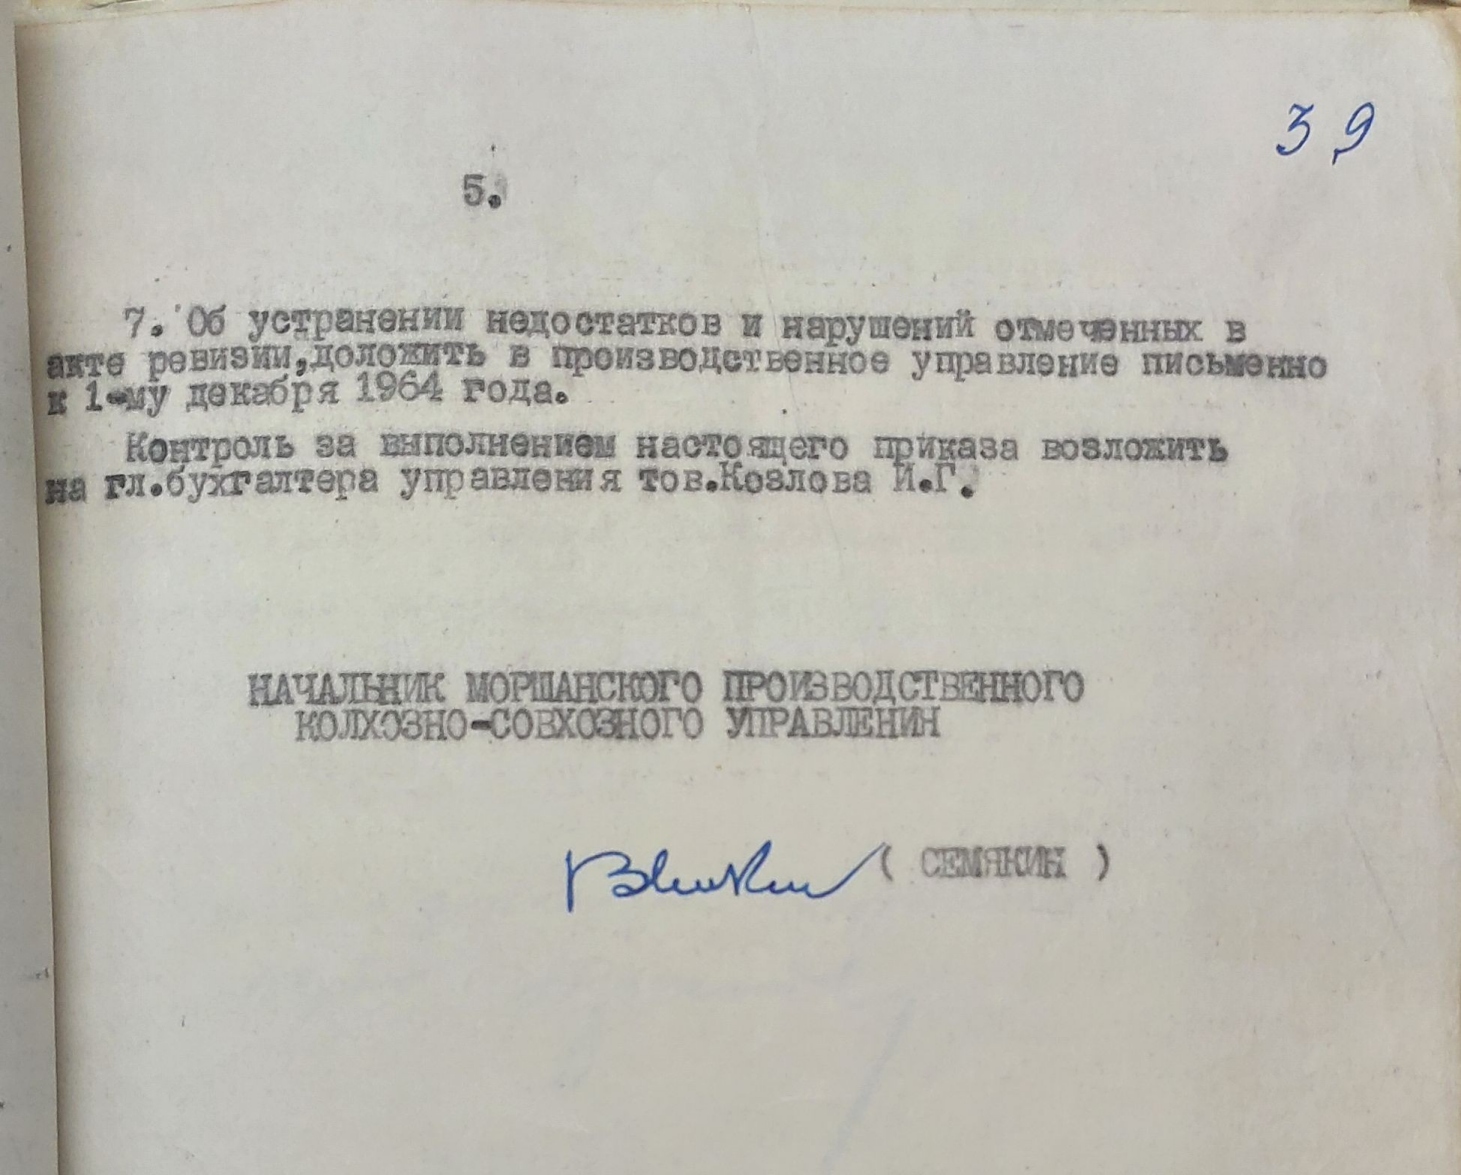 39
5.
7. Об устранении недостатков и нарушений отмеченных в
акте ревизии,доложить в производственное управление письменно
к 1-му декабря 1964 года.
Контроль за выполнением настоящего приказа возложить
на гл.бухгалтера управления тов.Козлова И.Г.
НАЧАЛЬНИК МОРШАНСКОГО ПРОИЗВОДСТВЕННОГО
КОЛХОЗНО-СОВХОЗНОГО УПРАВЛЕНИН
( СЕМЯКИН )